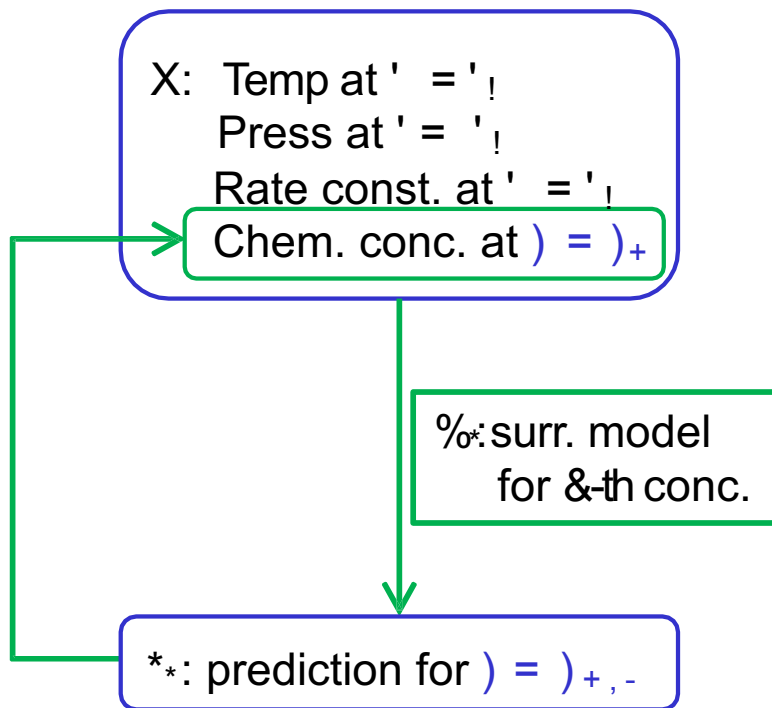 X: Temp at ' = '!
Press at ' = '!
Rate const. at ' = '!
Chem. conc. at ) = )+
%*: surr. model
for &-th conc.
**: prediction for ) = )+,-